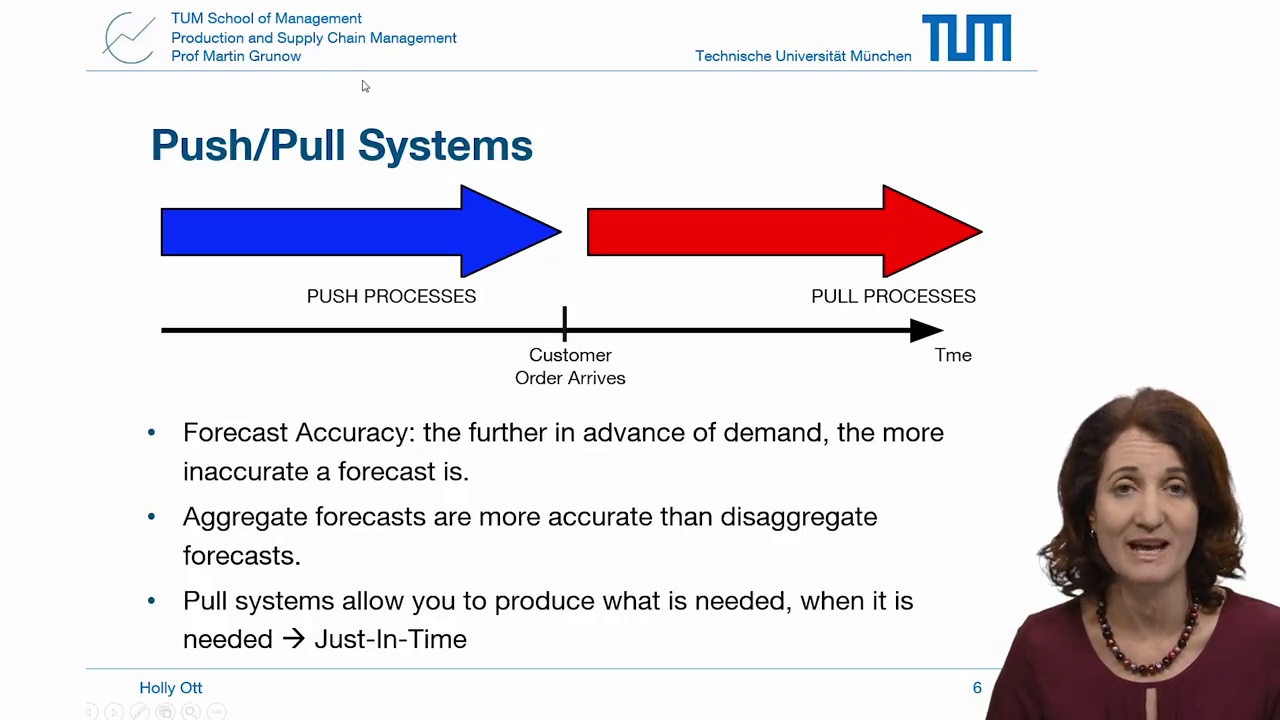 TUM School of Management
Production and Supply Chain Management
Prof Martin Grunow
Technische Universität München
TUM
Push/Pull Systems
PUSH PROCESSES
PULL PROCESSES
Customer
Order Arrives
Tme
• Forecast Accuracy: the further in advance of demand, the more
inaccurate a forecast is.
• Aggregate forecasts are more accurate than disaggregate
forecasts.
• Pull systems allow you to produce what is needed, when it is
needed → Just-In-Time
Holly Ott
6